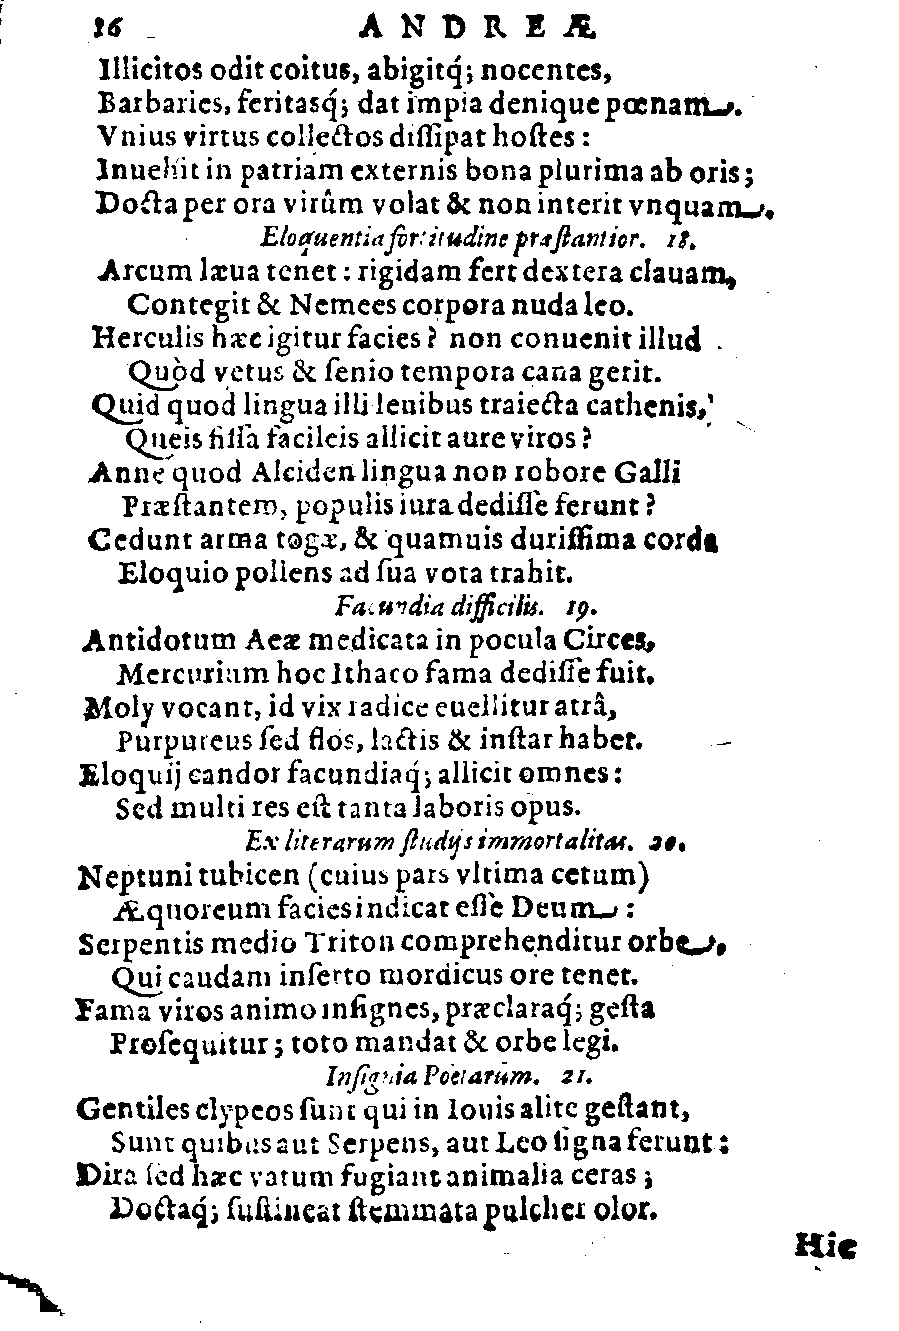 16 ANDREÆ
Illicitos odit coitus, abigitq́; nocentes,
Barbaries, feritasq́; dat impia denique pœnam.
Vnius virtus collectos diſſipat hoſtes :
Inuehit in patriam externis bona plurima ab oris ;
Docta per ora virûm volat & non interit vnquam.
Eloquentia fortitudine præſtantior. 18.
Arcum læua tenet : rigidam fert dextera clauam,
Contegit & Nemees corpora nuda leo.
Herculis hæc igitur facies ? non conuenit illud
Quòd vetus & ſenio tempora cana gerit.
Quid quod lingua illi leuibus traiecta cathenis,
Queis fiſſa facileis allicit aure viros ?
Anne quod Alciden lingua non robore Galli
Præſtantem, populis iura dediſſe ferunt ?
Cedunt arma togæ, & quamuis duriſſima corda
Eloquio pollens ad ſua vota trahit.
Facundia difficilis. 19.
Antidotum Aeææ medicata in pocula Circes,
Mercurium hoc Ithaco fama dediſſe fuit.
Moly vocant, id vix radice euellitur atrâ,
Purpureus ſed flos, lactis & inſtar habet.
Eloquij candor facundiaq́; allicit omnes :
Sed multi res eſt tanta laboris opus.
Ex literarum ſtudijs immortalitas. 20.
Neptuni tubicen (cuius pars vltima cetum)
Æquoreum facies indicat eſſe Deum :
Serpentis medio Triton comprehenditur orbe,
Qui caudam inſerto mordicus ore tenet.
Fama viros animo inſignes, præclaraq́; geſta
Proſequitur ; toto mandat & orbe legi.
Inſignia Poëtarum. 21.
Gentiles clypeos ſunt qui in Iouis alite geſtant,
Sunt quibus aut Serpens, aut Leo ſigna ferunt :
Dira ſed hæc vatum fugiant animalia ceras ;
Doctaq́; ſuſtineat ſtemmata pulcher olor.
Hic